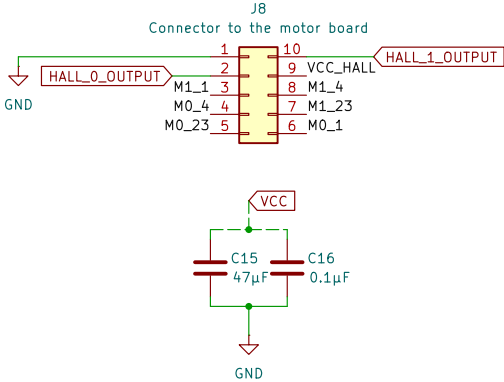 J8
Connector to the motor board
1 10 HALL_1_OUTPUT
HALL_0_OUTPUT 2 9 VCC_HALL
GND
M1_1 3 8 M1_4
M0_4 4 7 M1_23
M0_23 5 6 M0_1
VCC
C15 C16
47µF 0.1µF
GND